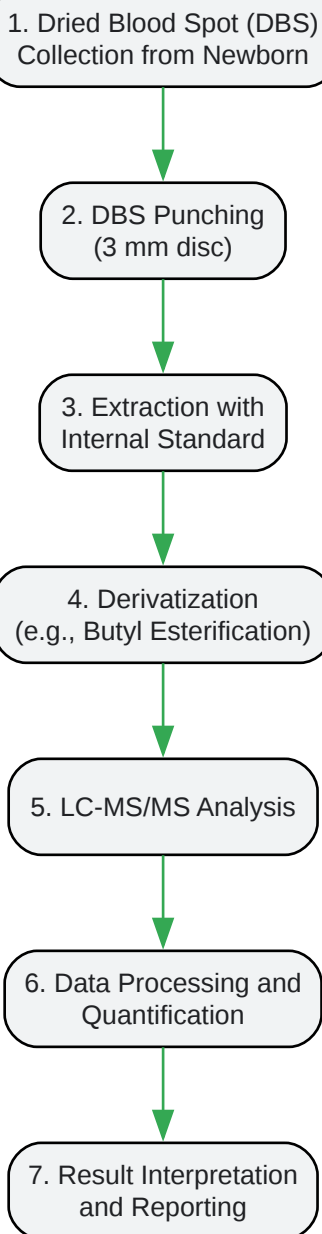 1. Dried Blood Spot (DBS)
Collection from Newborn
2. DBS Punching
(3 mm disc)
3. Extraction with
Internal Standard
4. Derivatization
(e.g., Butyl Esterification)
5. LC-MS/MS Analysis
6. Data Processing and
Quantification
7. Result Interpretation
and Reporting